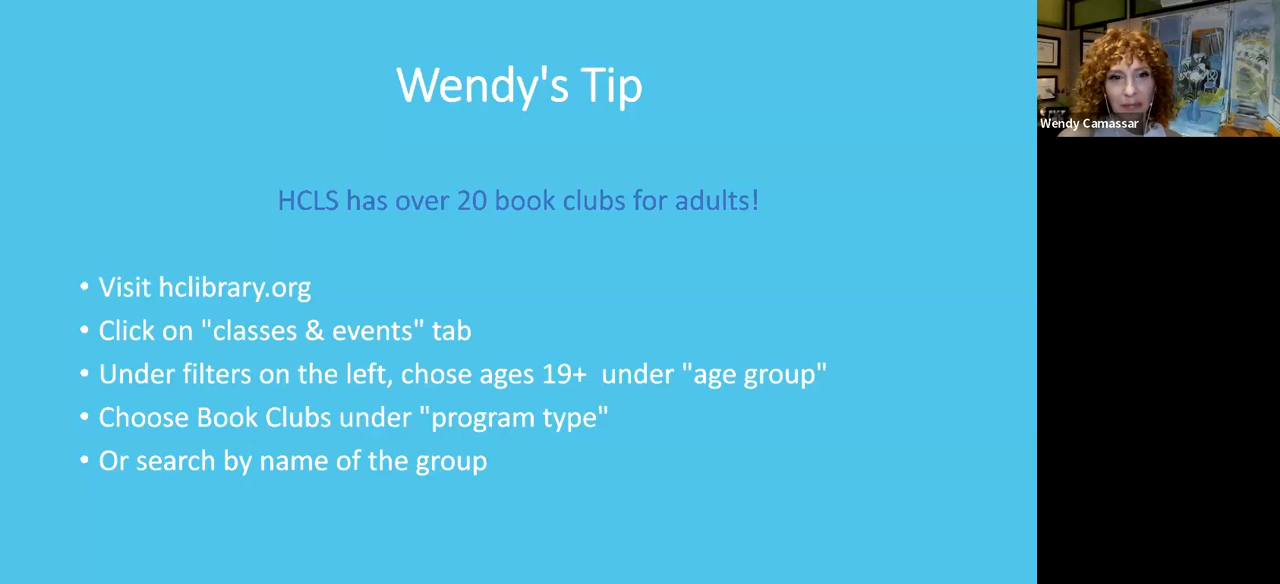 Wendy's Tip
HCLS has over 20 book clubs for adults!
• Visit hclibrary.org
• Click on "classes & events" tab
• Under filters on the left, chose ages 19+  under "age group"
• Choose Book Clubs under "program type"
• Or search by name of the group
Wendy Camassar